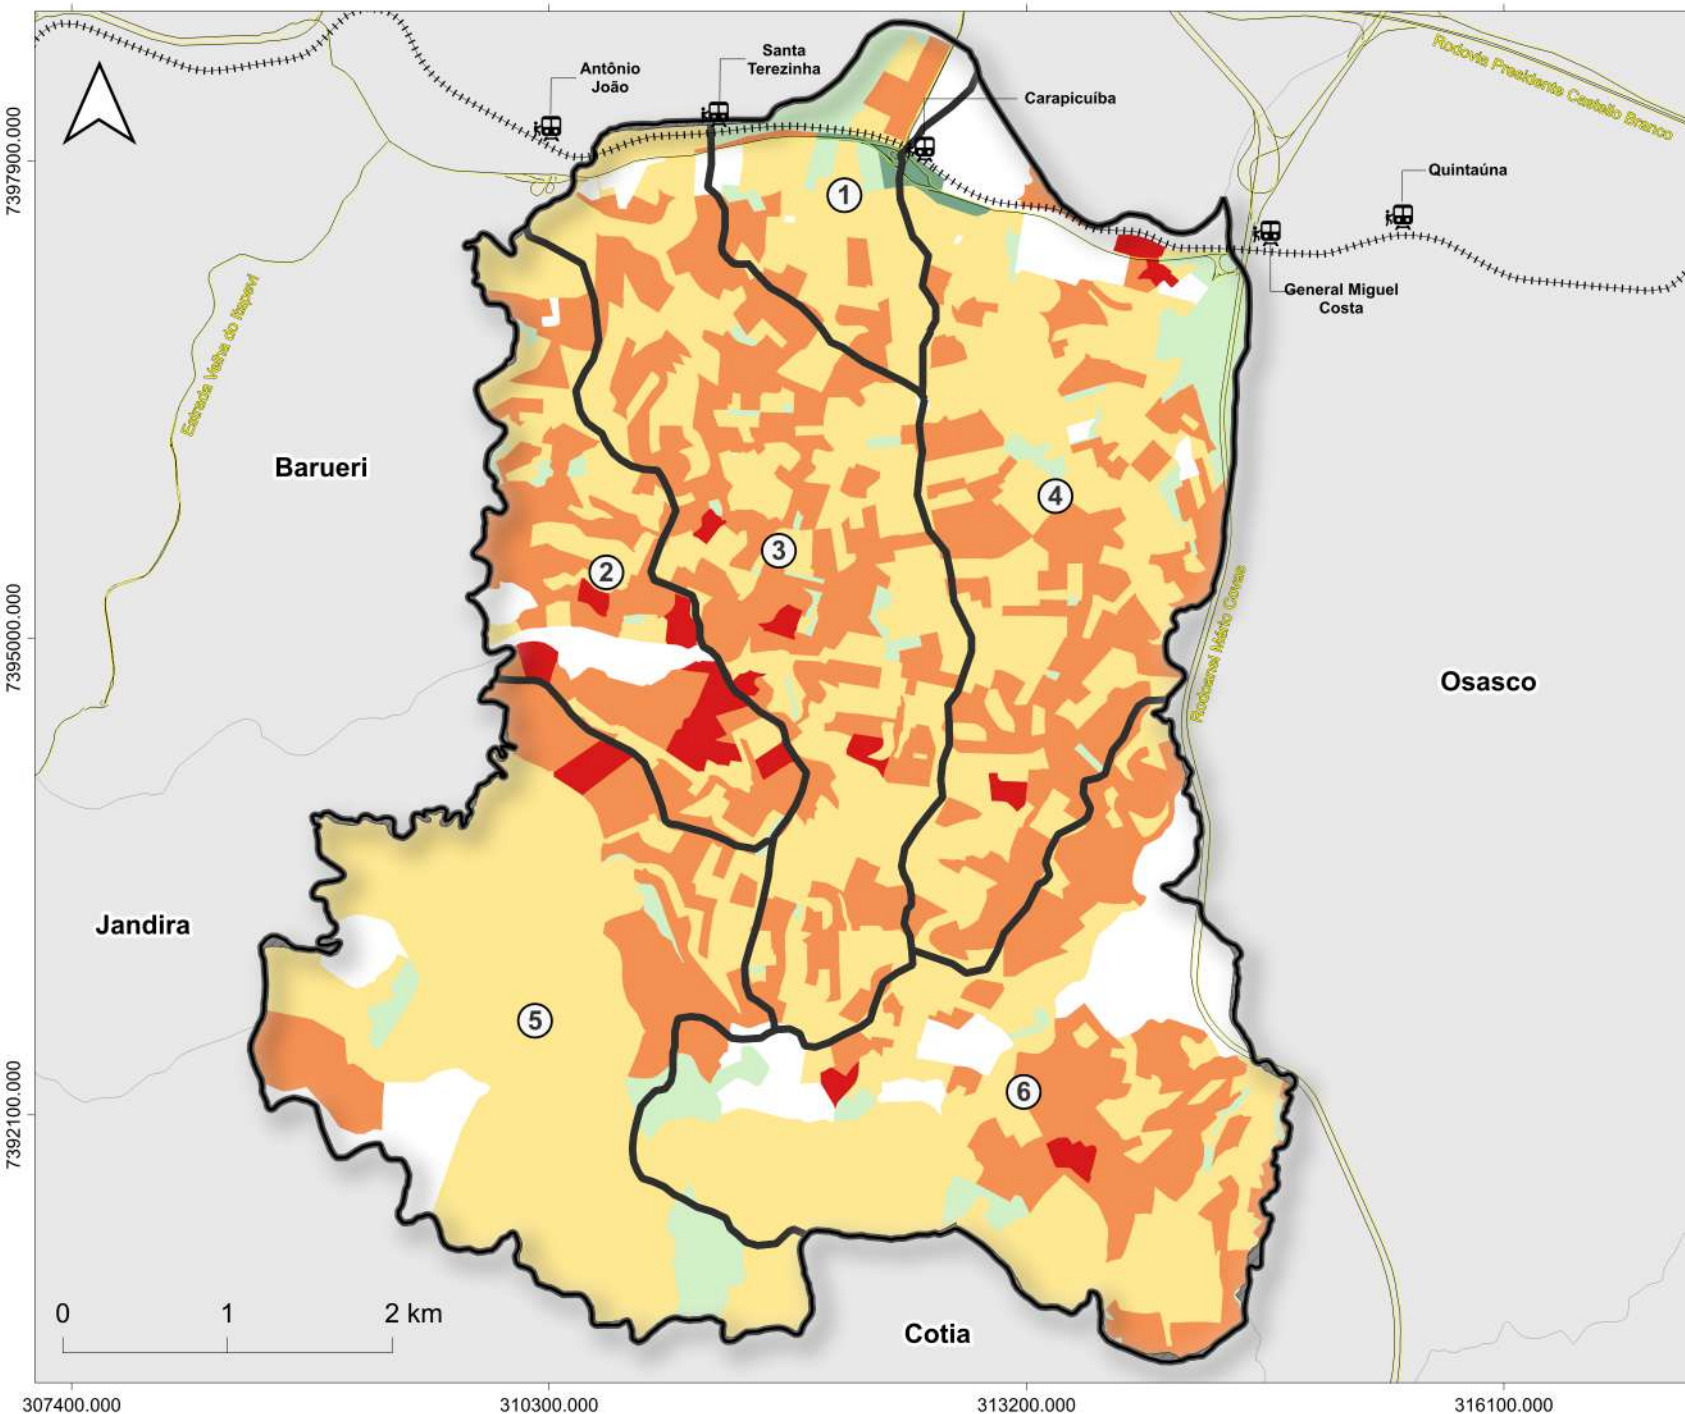 Santa
Terezinha
Antônio
João
Carapicuíba
Rodovia Presidente Castello Branco
Quintaúna
General Miguel
Costa
Estrada Velha do Itapevi
Barueri
Osasco
Rodoanel Mário Covas
Jandira
Cotia
1
2
3
4
5
6
0 1 2 km
7397900.000
7395000.000
7392100.000
307400.000 310300.000 313200.000 316100.000